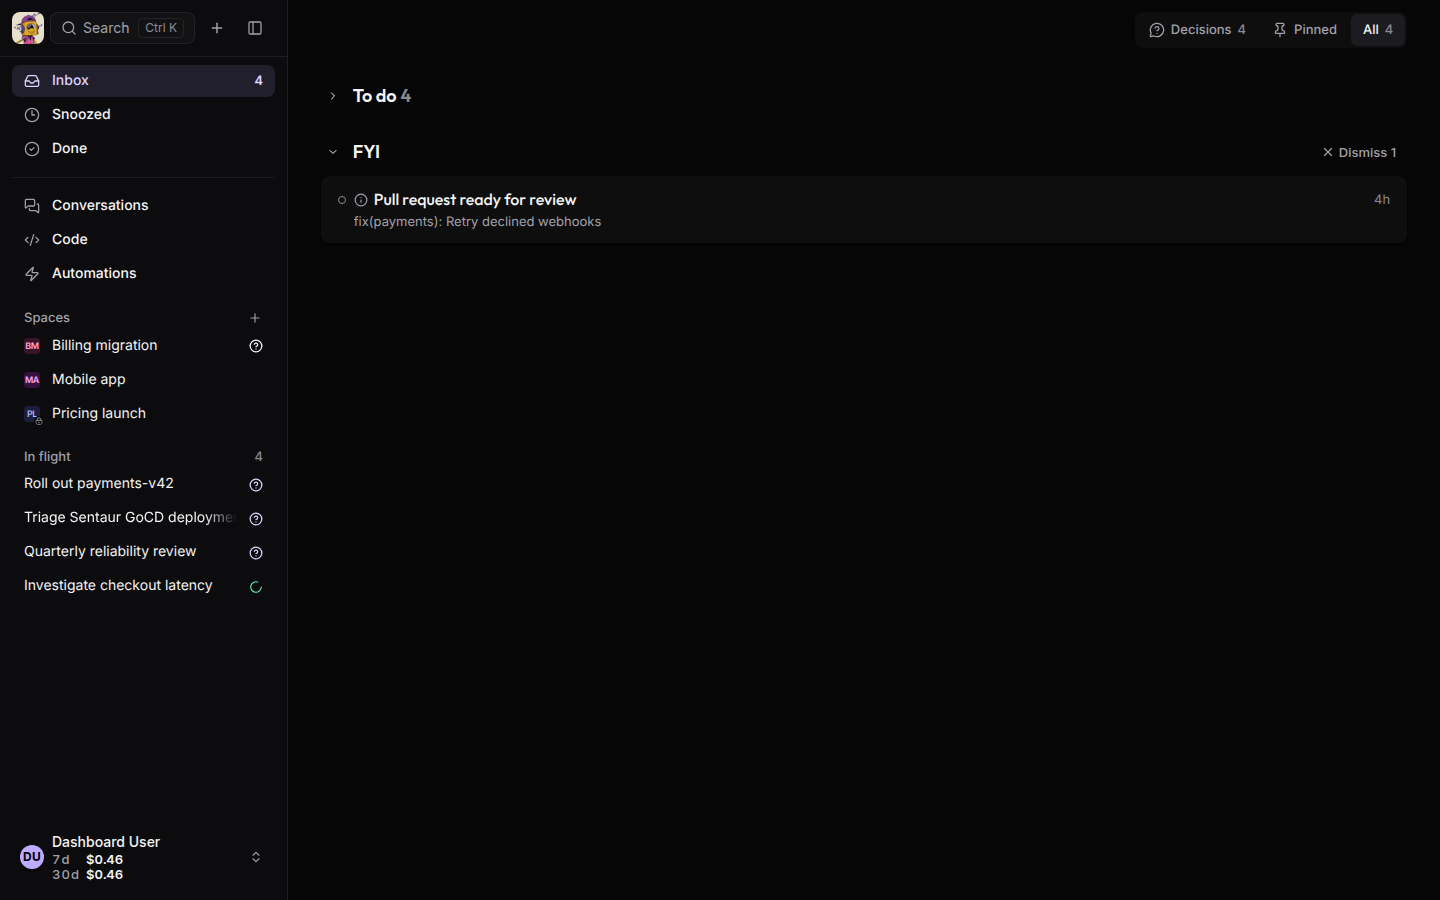 Search Ctrl K
Inbox 4
Snoozed
Done
Conversations
Code
Automations
Spaces
BM Billing migration
MA Mobile app
PL Pricing launch
In flight 4
Roll out payments-v42
Triage Sentaur GoCD deployme
Quarterly reliability review
Investigate checkout latency
DU Dashboard User
7d $0.46
30d $0.46
Decisions 4 Pinned All 4
To do 4
FYI Dismiss 1
Pull request ready for review 4h
fix(payments): Retry declined webhooks